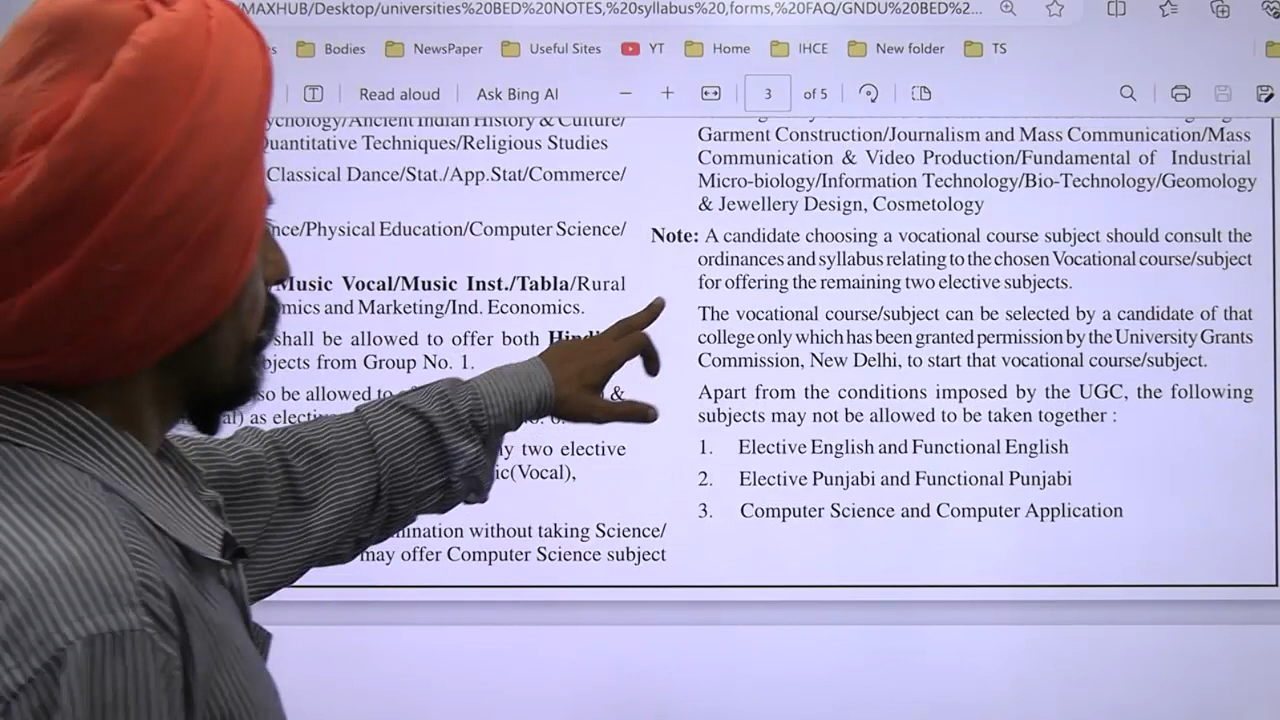 /MAXHUB/Desktop/universities%20BED%20NOTES,%20syllabus%20,forms,%20FAQ/GNDU%20BED%2...
Bodies NewsPaper Useful Sites YT Home IHCE New folder TS
Read aloud Ask Bing AI 3 of 5
Quantitative Techniques/Religious Studies
Classical Dance/Stat./App.Stat/Commerce/
/Physical Education/Computer Science/
Music Vocal/Music Inst./Tabla/Rural
and Marketing/Ind. Economics.
shall be allowed to offer both
from Group No. 1.
be allowed to &
as
two elective
without taking Science/
may offer Computer Science subject
Garment Construction/Journalism and Mass Communication/Mass
Communication & Video Production/Fundamental of Industrial
Micro-biology/Information Technology/Bio-Technology/Geomology
& Jewellery Design, Cosmetology
Note: A candidate choosing a vocational course subject should consult the
ordinances and syllabus relating to the chosen Vocational course/subject
for offering the remaining two elective subjects.
The vocational course/subject can be selected by a candidate of that
college only which has been granted permission by the University Grants
Commission, New Delhi, to start that vocational course/subject.
Apart from the conditions imposed by the UGC, the following
subjects may not be allowed to be taken together :
1. Elective English and Functional English
2. Elective Punjabi and Functional Punjabi
3. Computer Science and Computer Application